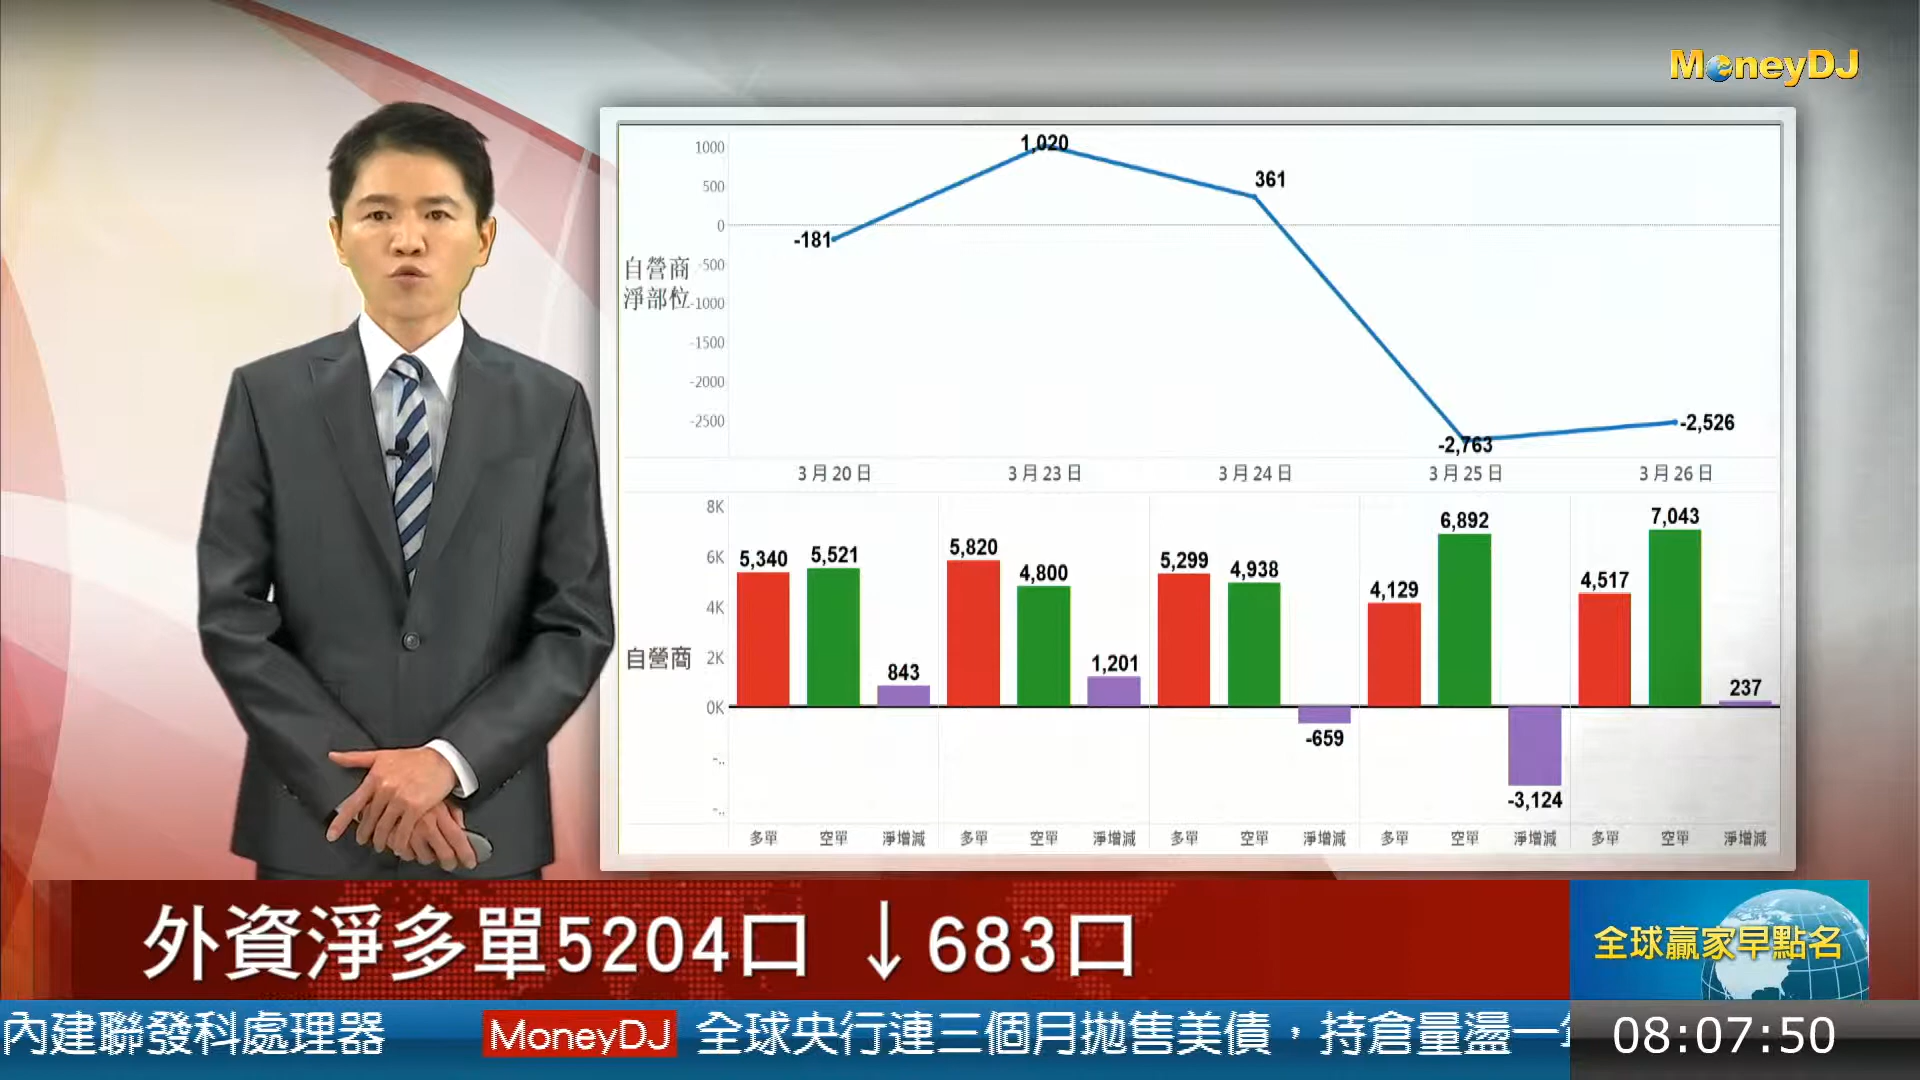 MoneyDJ
1000
1,020
500
361
0
-181
自營商
淨部位
-500
-1000
-1500
-2000
-2500
-2,763
-2,526
3月20日 3月23日 3月24日 3月25日 3月26日
8K
6K
4K
自營商
2K
0K
-..
-..
5,340 5,521 843
5,820 4,800 1,201
5,299 4,938 -659
4,129 6,892 -3,124
4,517 7,043 237
多單 空單 淨增減 多單 空單 淨增減 多單 空單 淨增減 多單 空單 淨增減 多單 空單 淨增減
外資淨多單5204口 ↓683口
全球贏家早點名
內建聯發科處理器 MoneyDJ 全球央行連三個月拋售美債，持倉量盪一
08:07:50